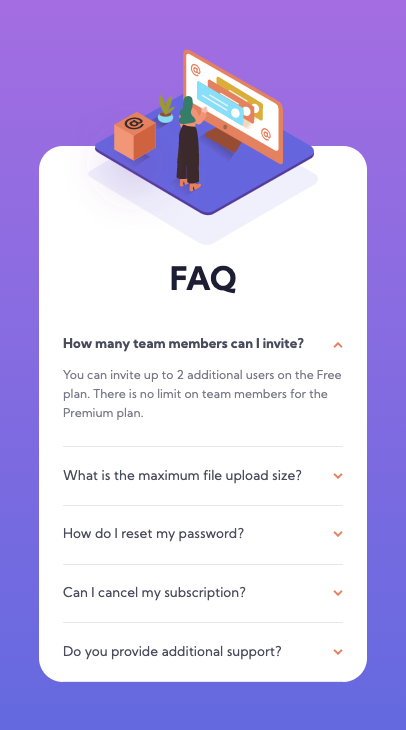 @
@
@
FAQ
How many team members can I invite?
You can invite up to 2 additional users on the Free
plan. There is no limit on team members for the
Premium plan.
What is the maximum file upload size?
How do I reset my password?
Can I cancel my subscription?
Do you provide additional support?